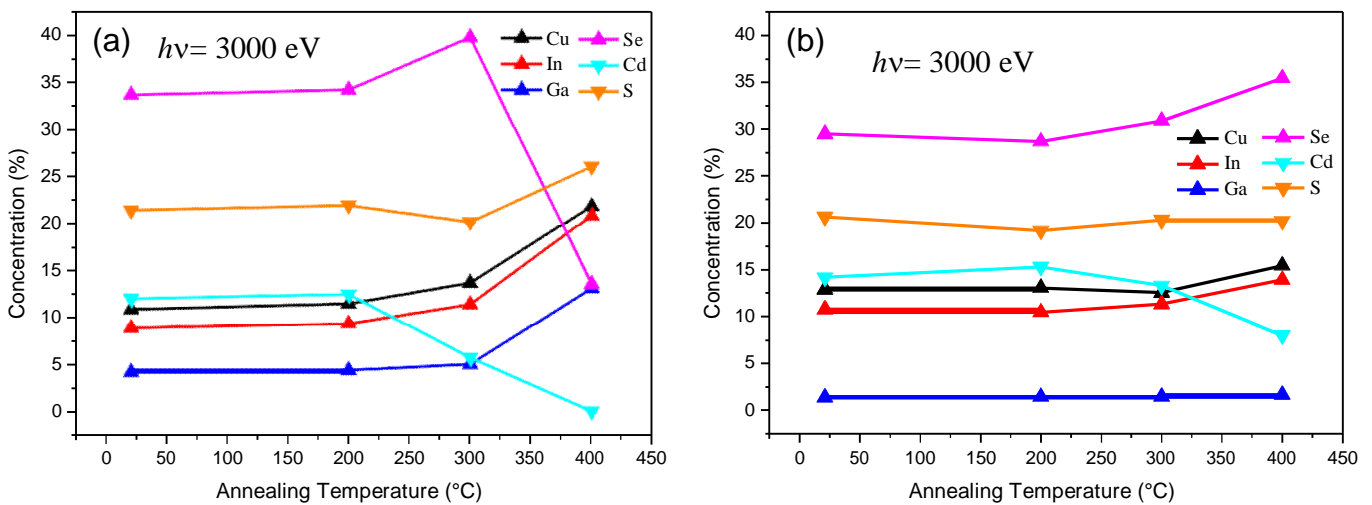 (a) hν= 3000 eV
Cu Se
In Cd
Ga S
40
35
30
25
20
15
10
5
0
Concentration (%)
0 50 100 150 200 250 300 350 400 450
Annealing Temperature (°C)
(b) hν= 3000 eV
Cu Se
In Cd
Ga S
40
35
30
25
20
15
10
5
0
Concentration (%)
0 50 100 150 200 250 300 350 400 450
Annealing Temperature (°C)